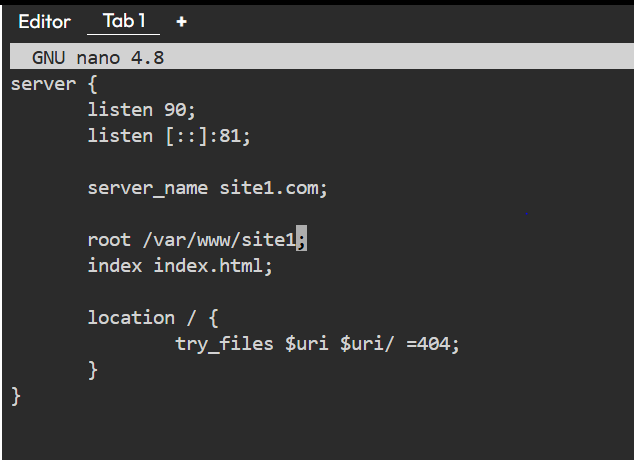 Editor Tab 1 +
GNU nano 4.8
server {
        listen 90;
        listen [::]:81;

        server_name site1.com;

        root /var/www/site1;
        index index.html;

        location / {
                try_files $uri $uri/ =404;
        }
}